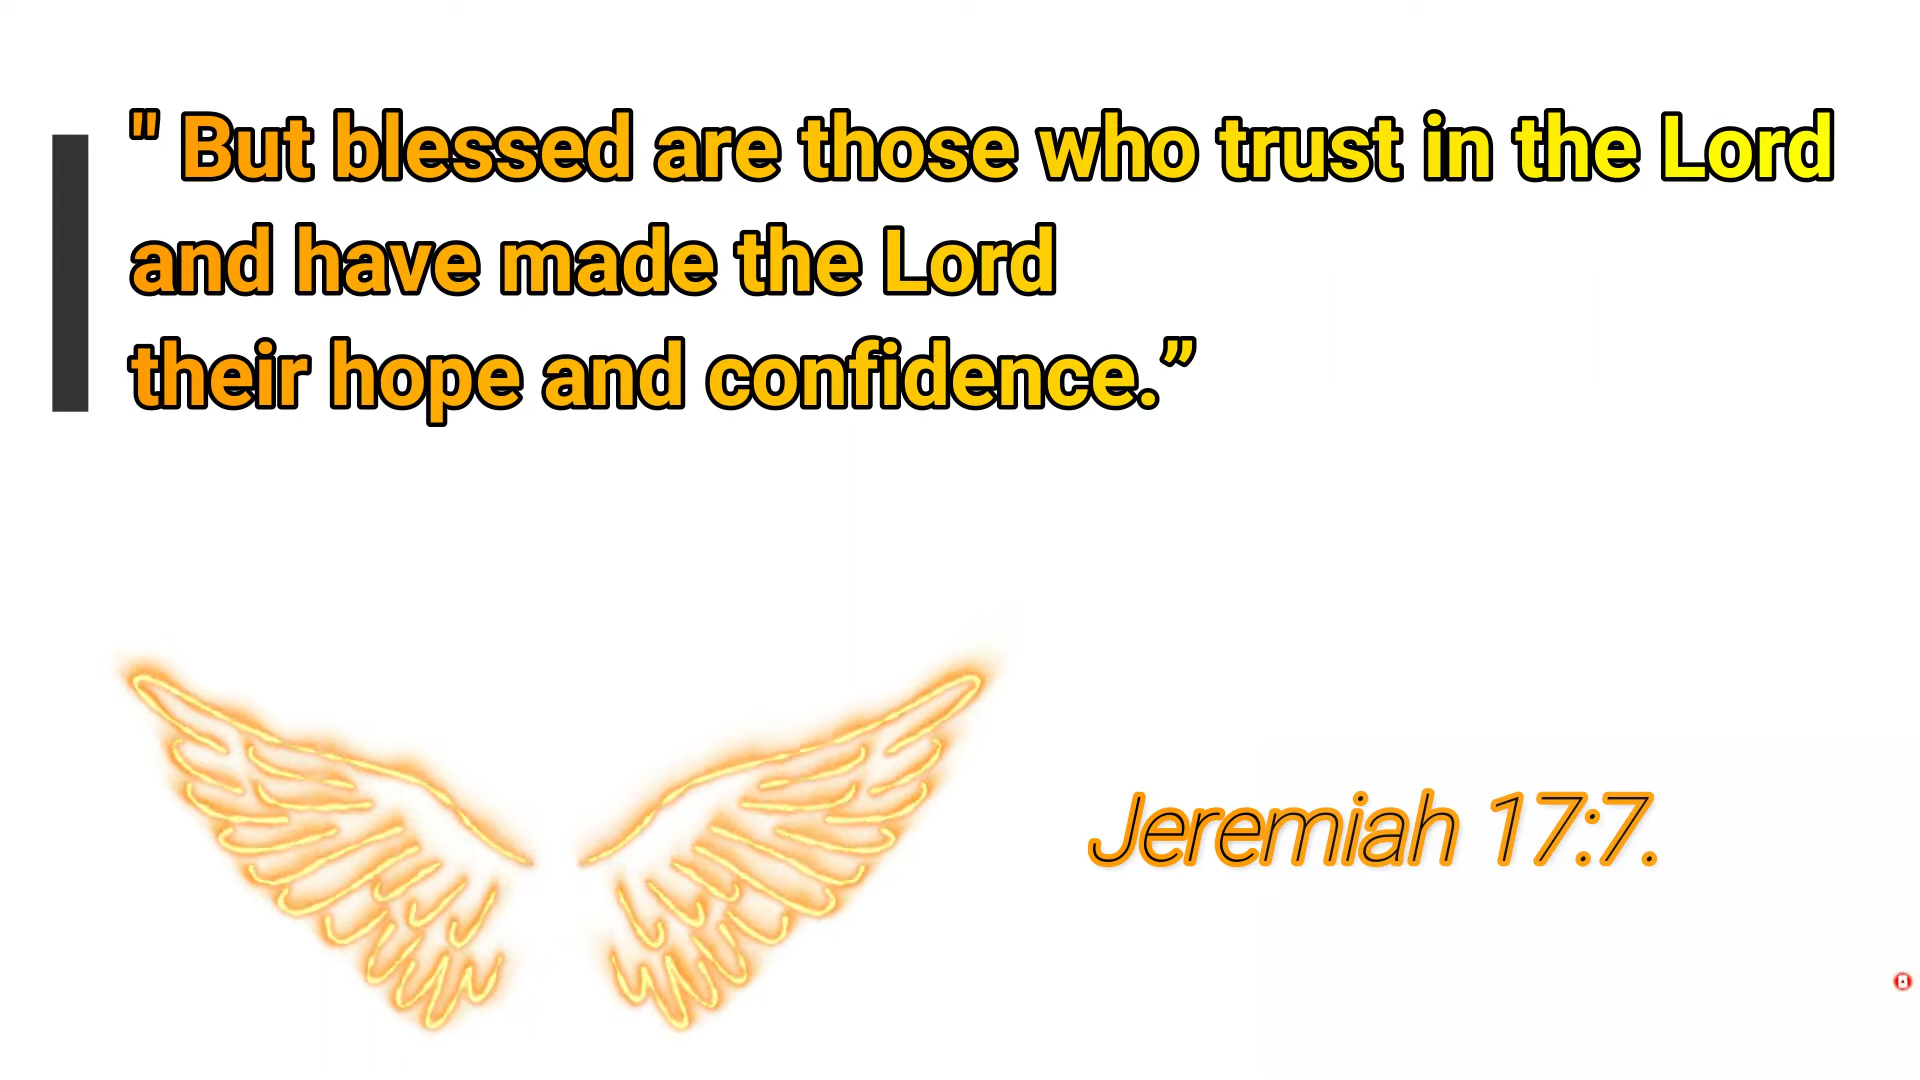 " But blessed are those who trust in the Lord
and have made the Lord
their hope and confidence.”
Jeremiah 17:7.